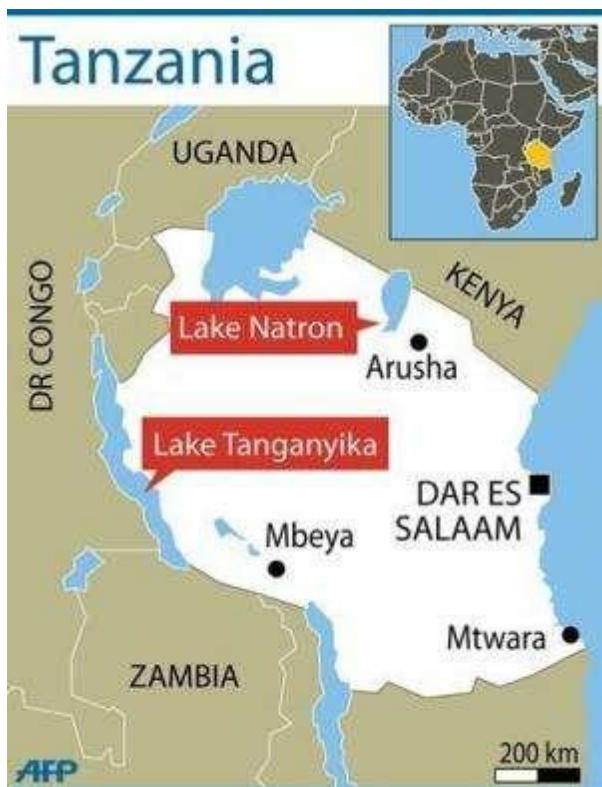 Tanzania
UGANDA
KENYA
DR CONGO
Lake Natron
Arusha
Lake Tanganyika
DAR ES
SALAAM
Mbeya
Mtwara
ZAMBIA
200 km
AFP